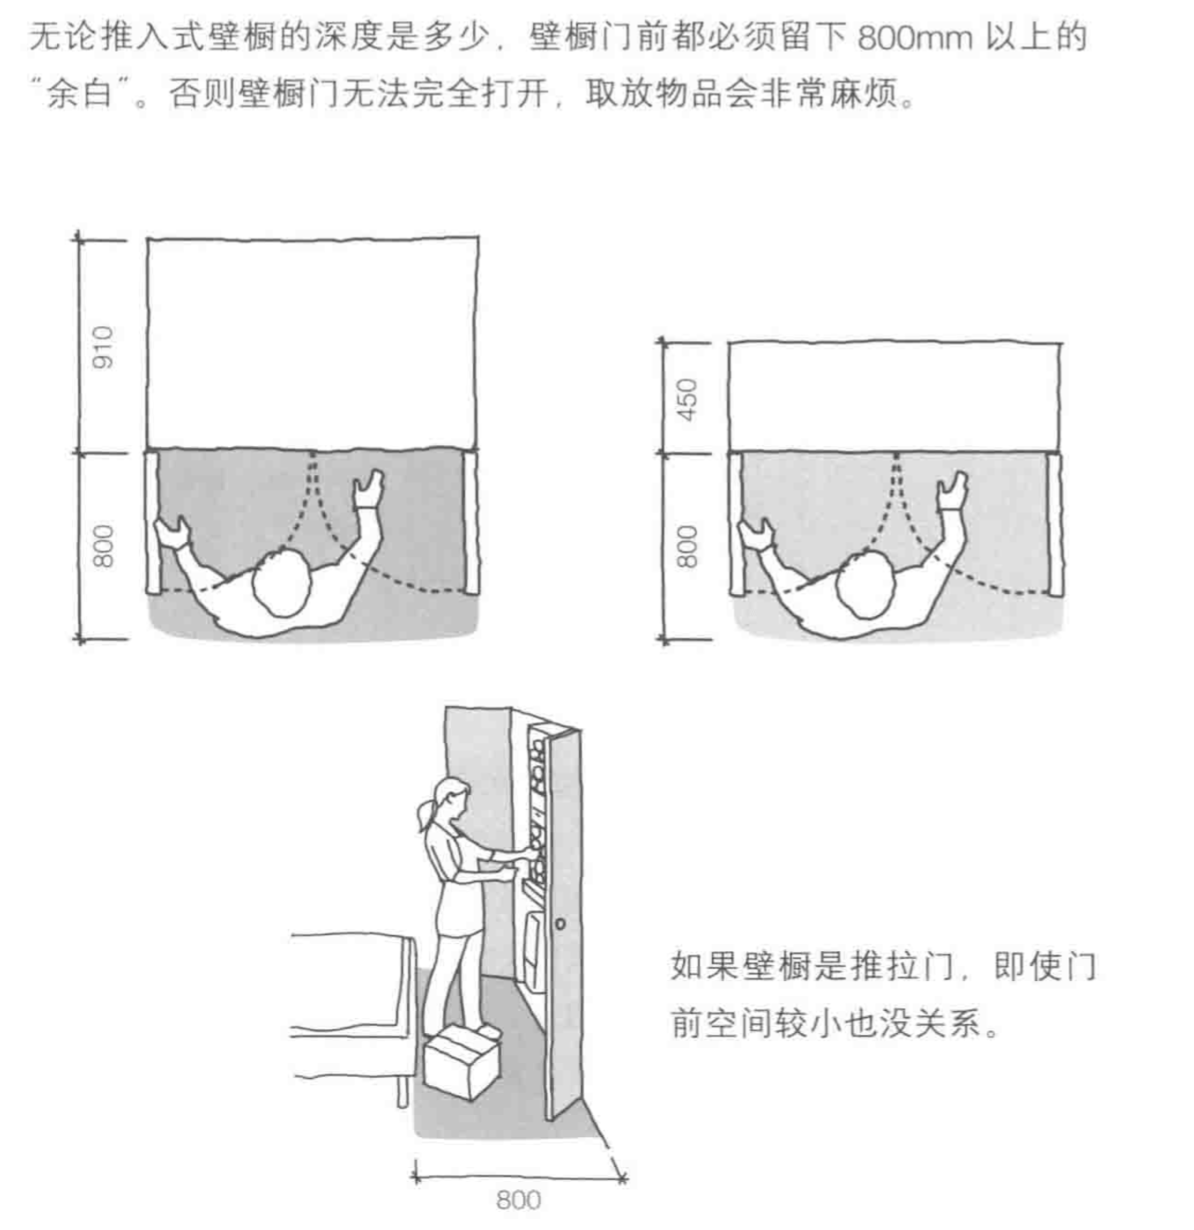 无论推入式壁橱的深度是多少，壁橱门前都必须留下 800mm 以上的
“余白”。否则壁橱门无法完全打开，取放物品会非常麻烦。
910
800
450
800
如果壁橱是推拉门，即使门
前空间较小也没关系。
800